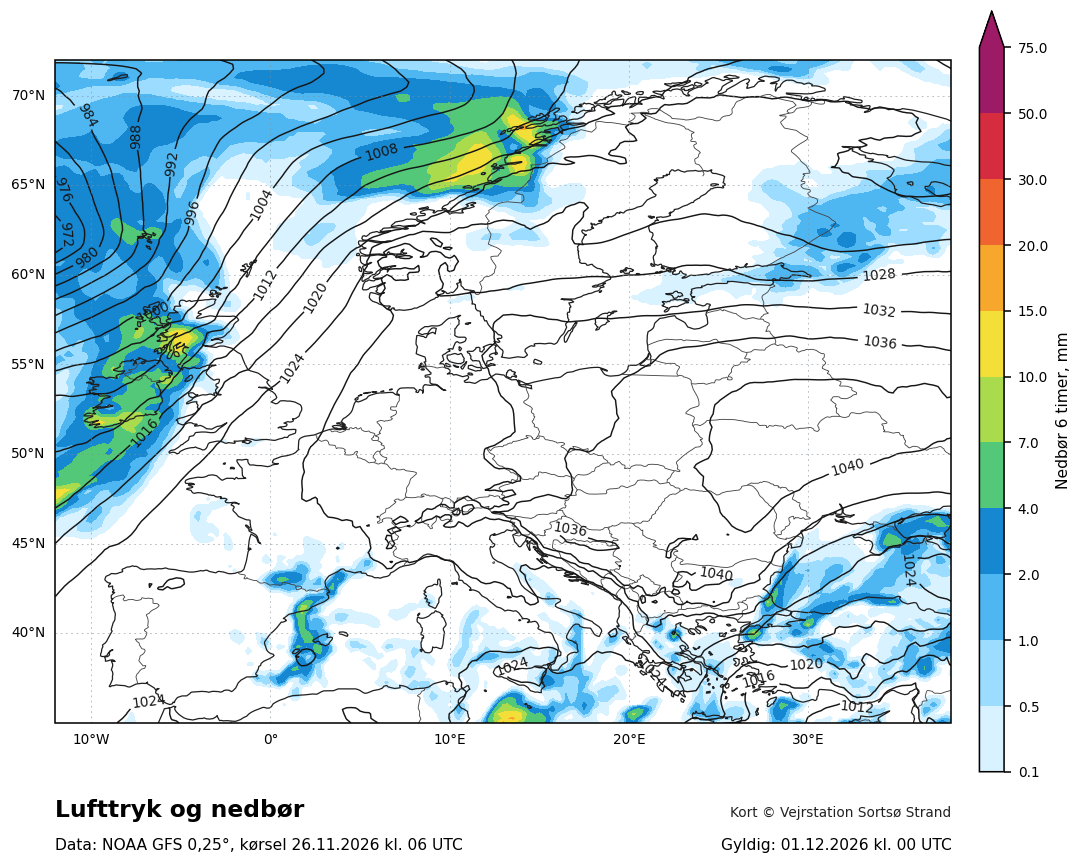 75.0
50.0
30.0
20.0
15.0
10.0
7.0
4.0
2.0
1.0
0.5
0.1
Nedbør 6 timer, mm
70°N
65°N
60°N
55°N
50°N
45°N
40°N
10°W
0°
10°E
20°E
30°E
984
988
992
976
996
972
980
1008
1004
1012
1020
1000
1024
1016
1028
1032
1036
1040
1036
1040
1024
1024
1024
1020
1016
1024
1012
Lufttryk og nedbør
Kort © Vejrstation Sortsø Strand
Data: NOAA GFS 0,25°, kørsel 26.11.2026 kl. 06 UTC
Gyldig: 01.12.2026 kl. 00 UTC